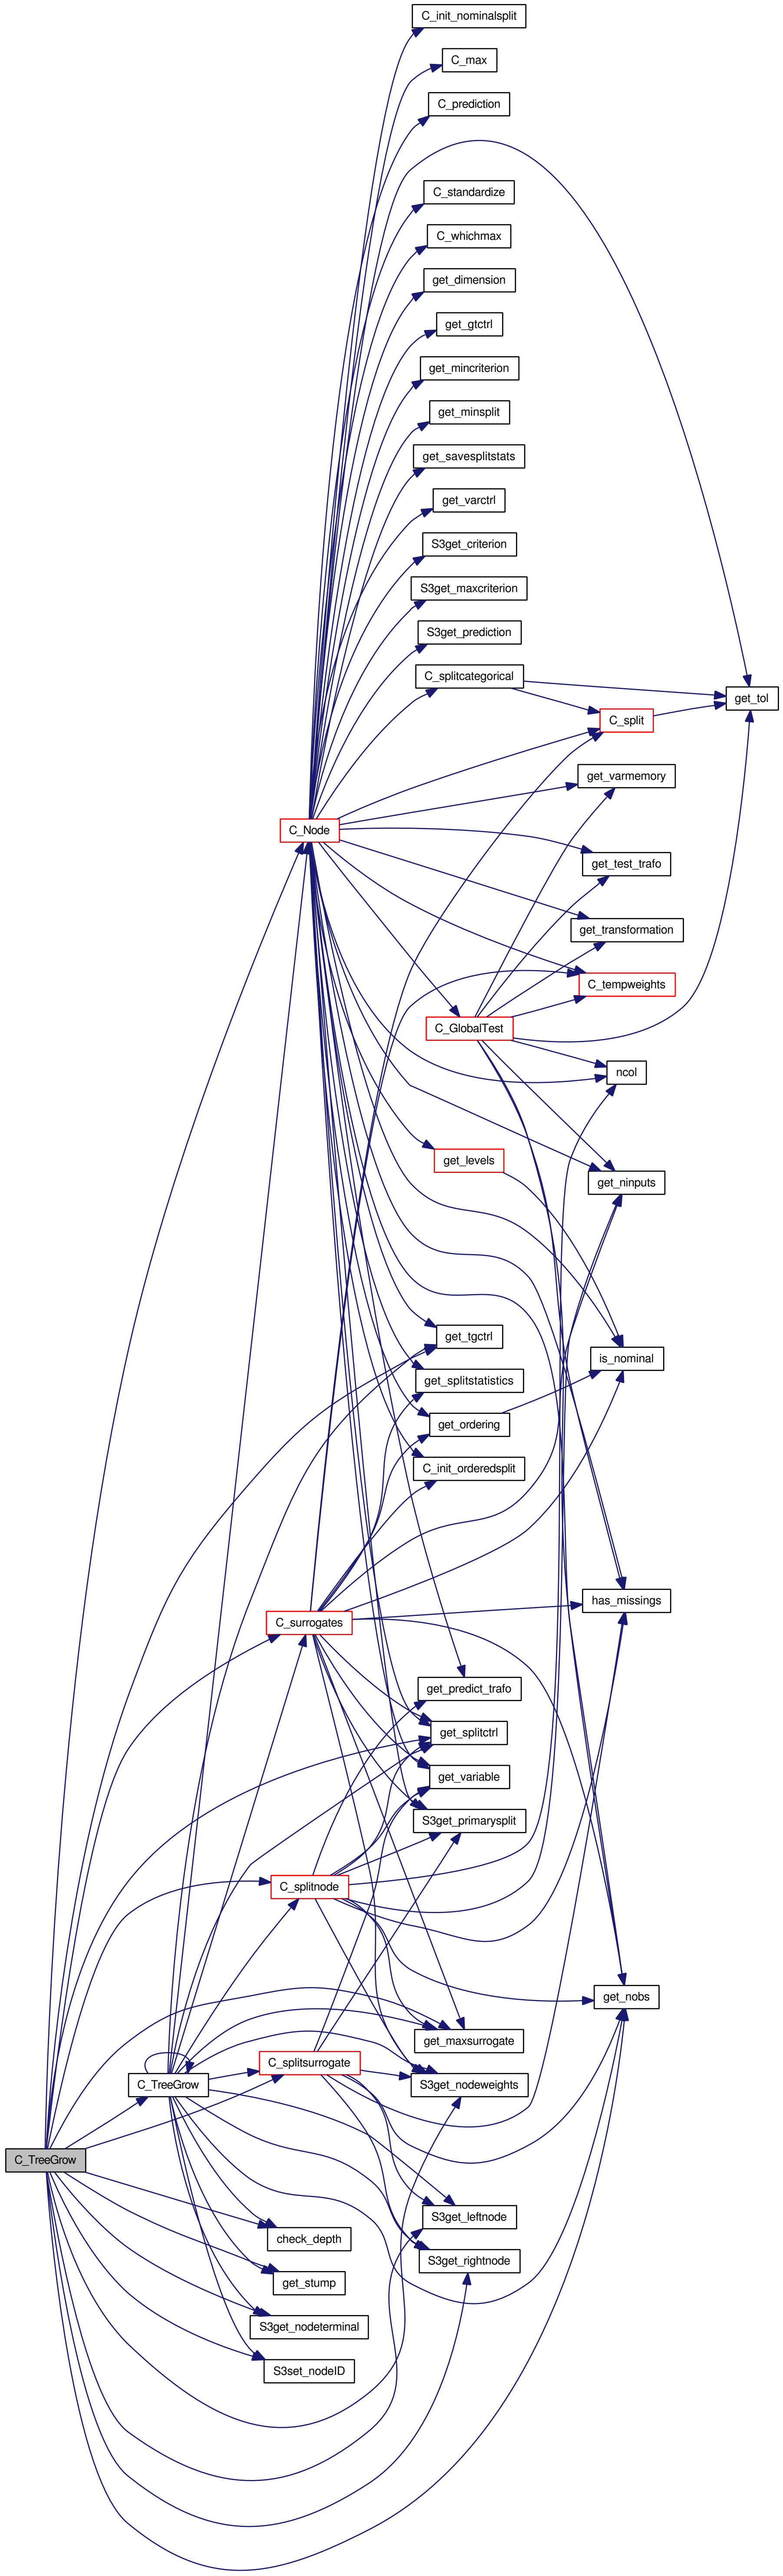 C_init_nominalsplit
C_max
C_prediction
C_standardize
C_whichmax
get_dimension
get_gtctrl
get_mincriterion
get_minsplit
get_savesplitstats
get_varctrl
S3get_criterion
S3get_maxcriterion
S3get_prediction
C_splitcategorical
get_tol
C_split
get_varmemory
C_Node
get_test_trafo
get_transformation
C_tempweights
C_GlobalTest
ncol
get_levels
get_ninputs
get_tgctrl
is_nominal
get_splitstatistics
get_ordering
C_init_orderedsplit
has_missings
C_surrogates
get_predict_trafo
get_splitctrl
get_variable
S3get_primarysplit
C_splitnode
get_nobs
get_maxsurrogate
C_splitsurrogate
C_TreeGrow
S3get_nodeweights
C_TreeGrow
S3get_leftnode
check_depth
S3get_rightnode
get_stump
S3get_nodeterminal
S3set_nodeID